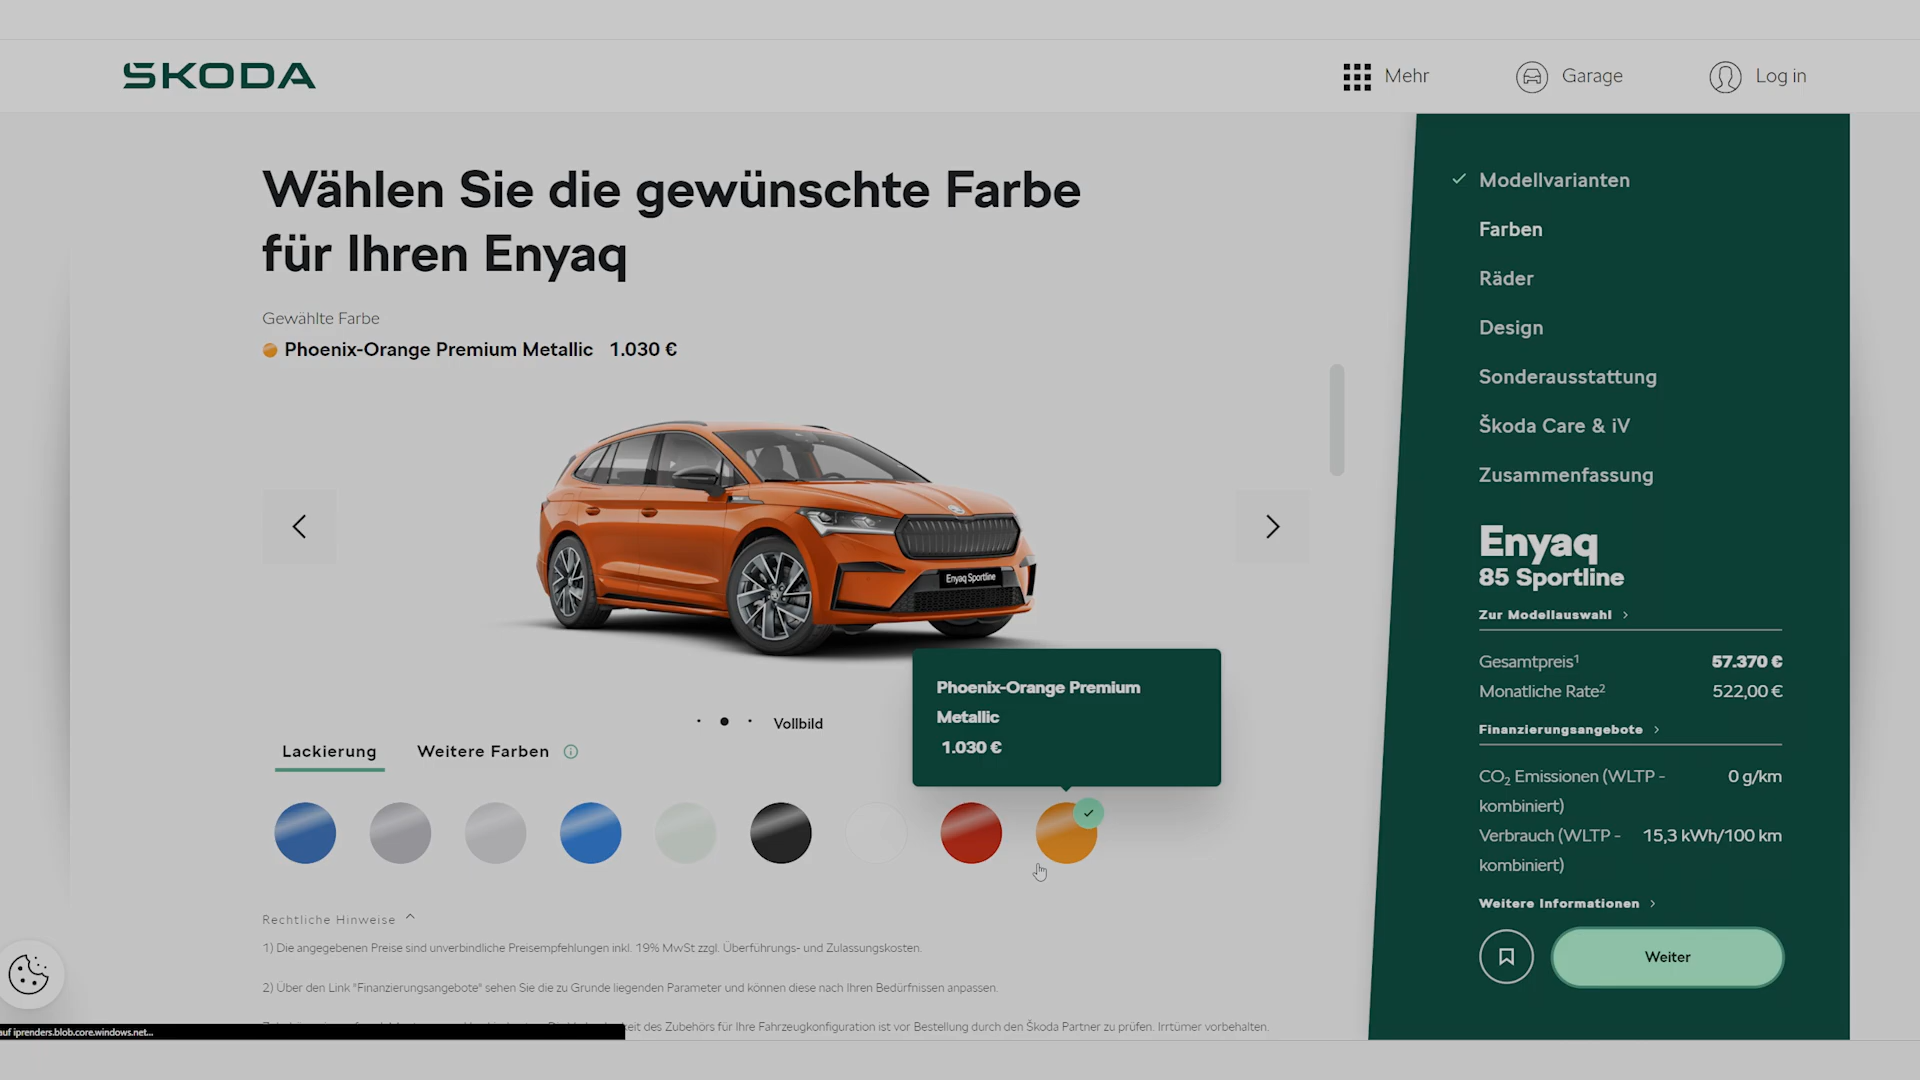 ŠKODA
Mehr
Garage
Log in
Wählen Sie die gewünschte Farbe
für Ihren Enyaq
Gewählte Farbe
Phoenix-Orange Premium Metallic 1.030 €
Enyaq Sportline
Vollbild
Phoenix-Orange Premium
Metallic
1.030 €
Lackierung
Weitere Farben
Rechtliche Hinweise
1) Die angegebenen Preise sind unverbindliche Preisempfehlungen inkl. 19% MwSt zzgl. Überführungs- und Zulassungskosten.
2) Über den Link "Finanzierungsangebote" sehen Sie die zu Grunde liegenden Parameter und können diese nach Ihren Bedürfnissen anpassen.
des Zubehörs für Ihre Fahrzeugkonfiguration ist vor Bestellung durch den Škoda Partner zu prüfen. Irrtümer vorbehalten.
auf iprenders.blob.core.windows.net...
Modellvarianten
Farben
Räder
Design
Sonderausstattung
Škoda Care & iV
Zusammenfassung
Enyaq
85 Sportline
Zur Modellauswahl
Gesamtpreis¹ 57.370 €
Monatliche Rate² 522,00 €
Finanzierungsangebote
CO₂ Emissionen (WLTP - 0 g/km
kombiniert)
Verbrauch (WLTP - 15,3 kWh/100 km
kombiniert)
Weitere Informationen
Weiter